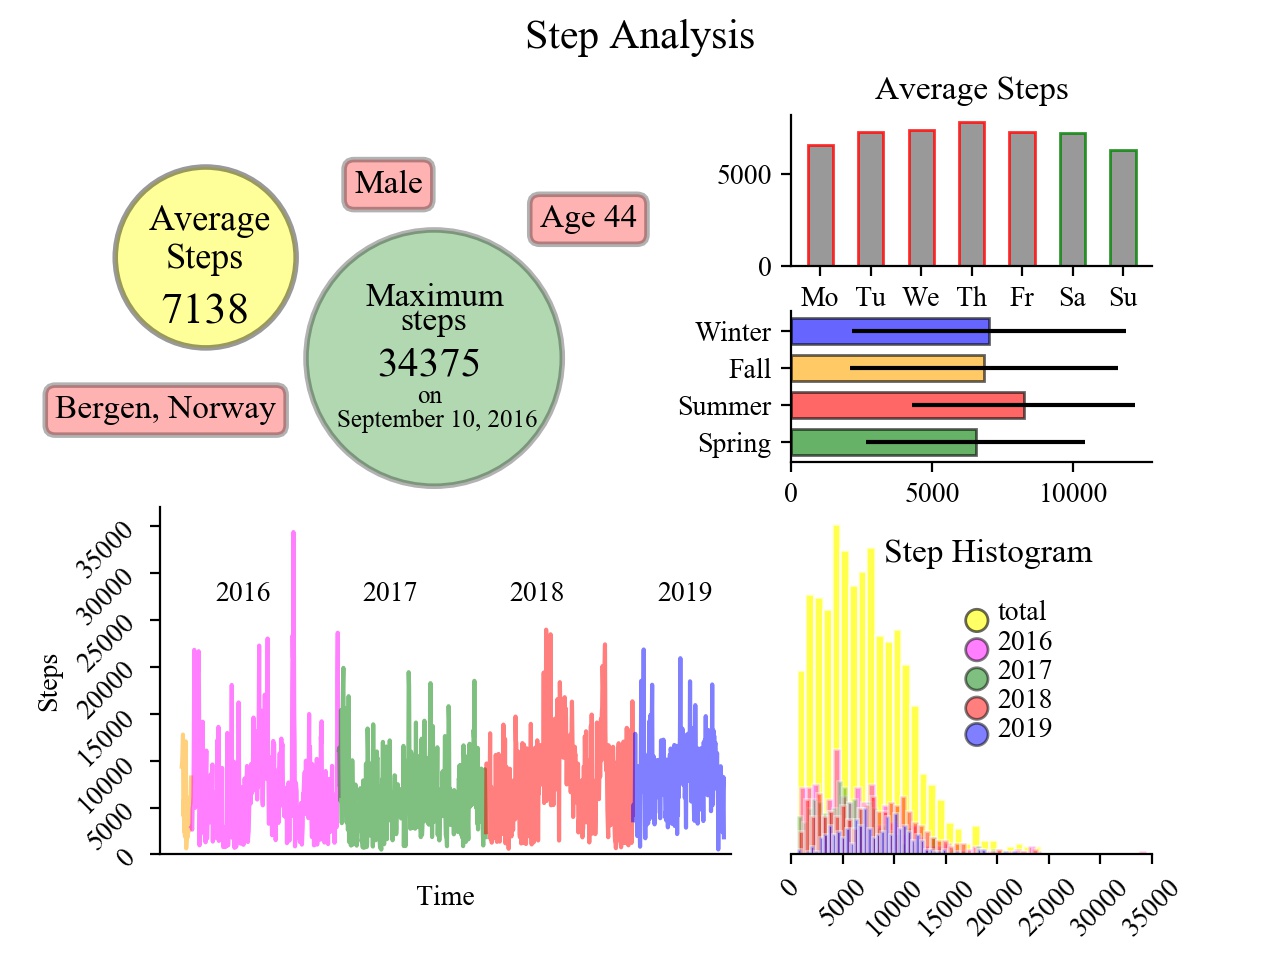 Step Analysis
Average
Steps
7138
Male
Age 44
Maximum
steps
34375
on
September 10, 2016
Bergen, Norway
Average Steps
5000
0
Mo Tu We Th Fr Sa Su
Winter
Fall
Summer
Spring
0 5000 10000
35000
30000
25000
20000
15000
10000
5000
0
Steps
2016 2017 2018 2019
Time
Step Histogram
total
2016
2017
2018
2019
0 5000 10000 15000 20000 25000 30000 35000